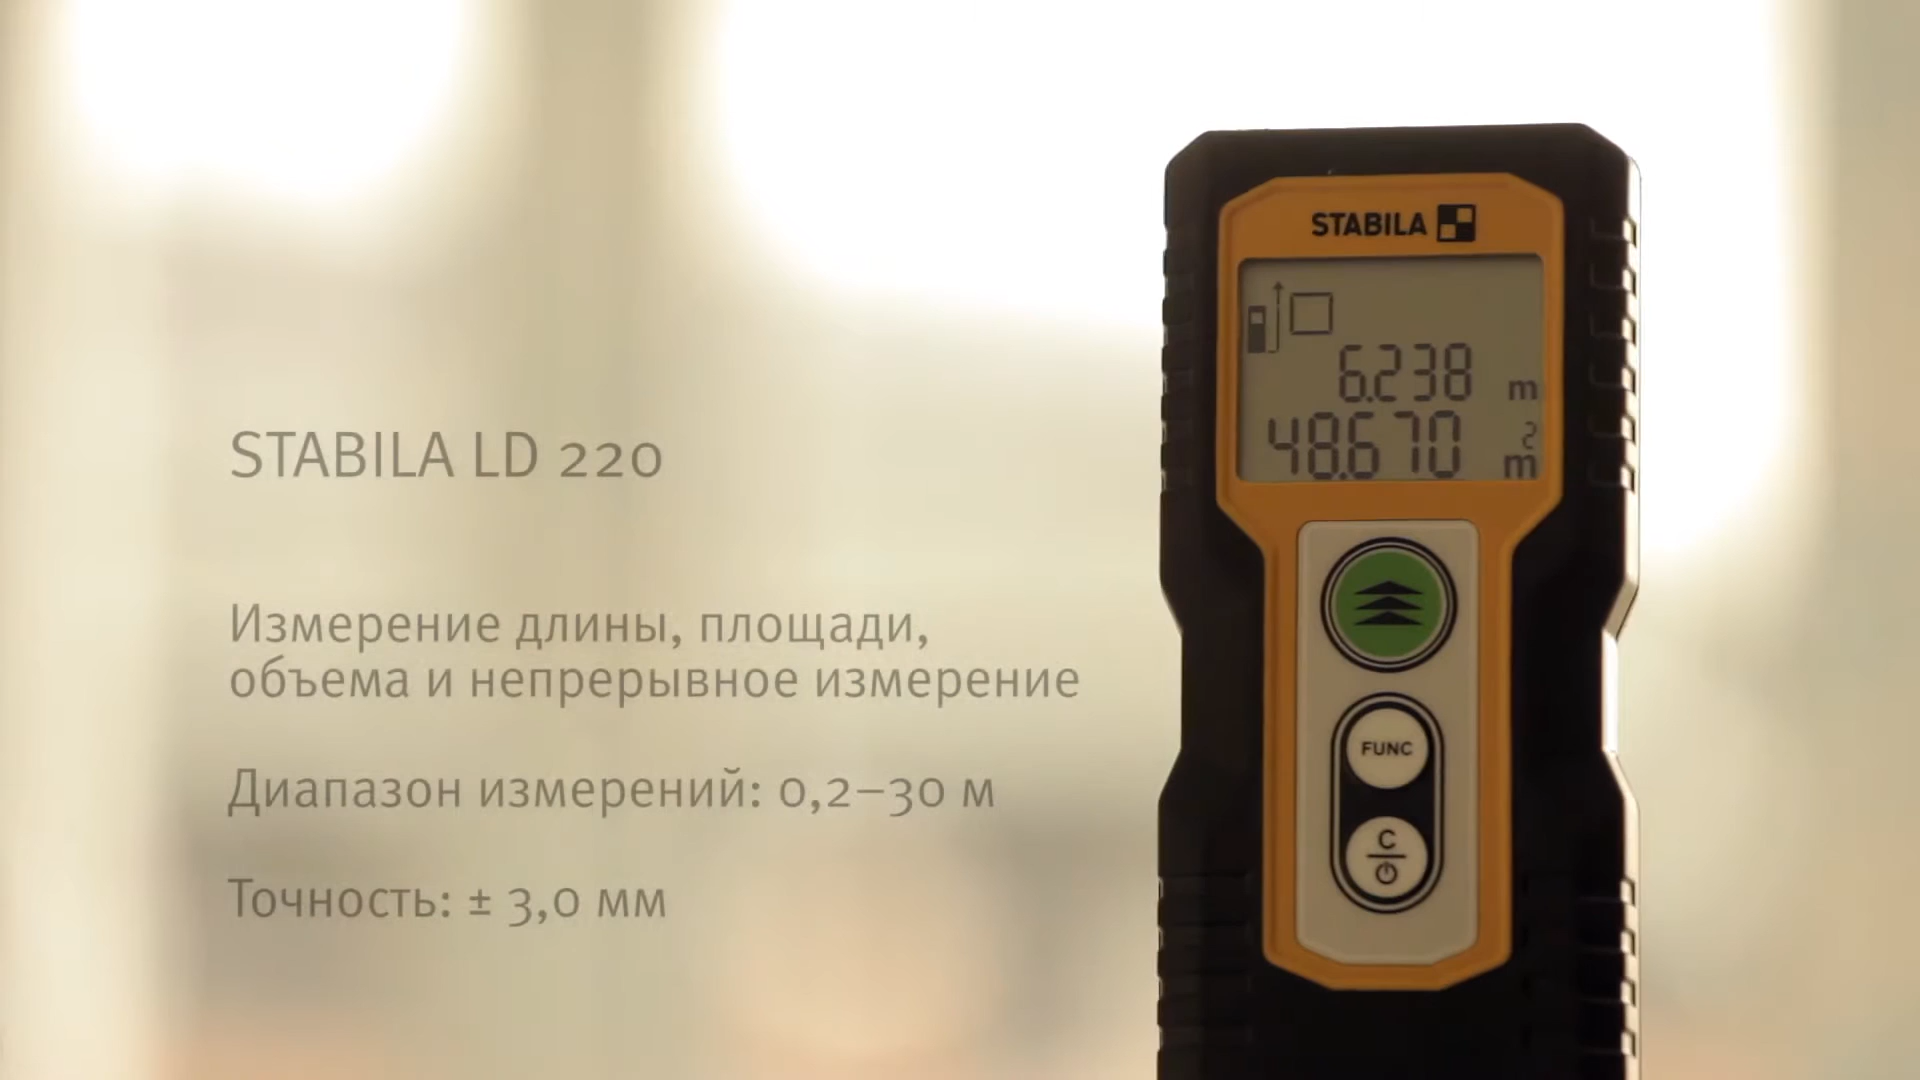 STABILA LD 220
Измерение длины, площади,
объема и непрерывное измерение
Диапазон измерений: 0,2–30 м
Точность: ± 3,0 мм
STABILA
6.238 m
48.670 m²
FUNC
C